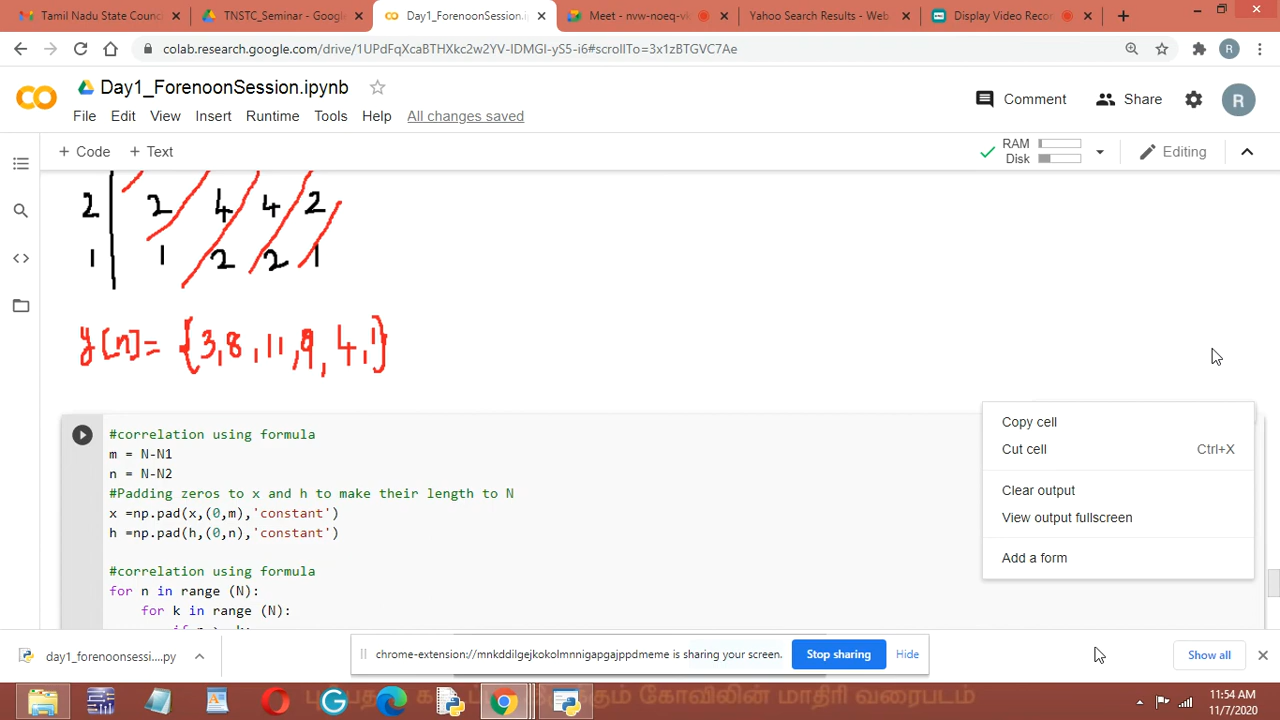 Tamil Nadu State Counc
TNSTC_Seminar - Google
Day1_ForenoonSession.i
Meet - nvw-noeq-vk
Yahoo Search Results - Web
Display Video Reco
colab.research.google.com/drive/1UPdFqXcaBTHXkc2w2YV-IDMGI-yS5-i6#scrollTo=3x1zBTGVC7Ae
R
Day1_ForenoonSession.ipynb
File Edit View Insert Runtime Tools Help All changes saved
Comment Share R
+ Code + Text
RAM
Disk
Editing
2 2 4 4 2
1 1 2 2 1
y[n]= {3,8,11,9,4,1}
#correlation using formula
m = N-N1
n = N-N2
#Padding zeros to x and h to make their length to N
x =np.pad(x,(0,m),'constant')
h =np.pad(h,(0,n),'constant')
#correlation using formula
for n in range (N):
for k in range (N):
Copy cell
Cut cell Ctrl+X
Clear output
View output fullscreen
Add a form
day1_forenoonsessi....py
chrome-extension://mnkddilgejkokolmnnigapgajppdmeme is sharing your screen.
Stop sharing
Hide
Show all
11:54 AM
11/7/2020